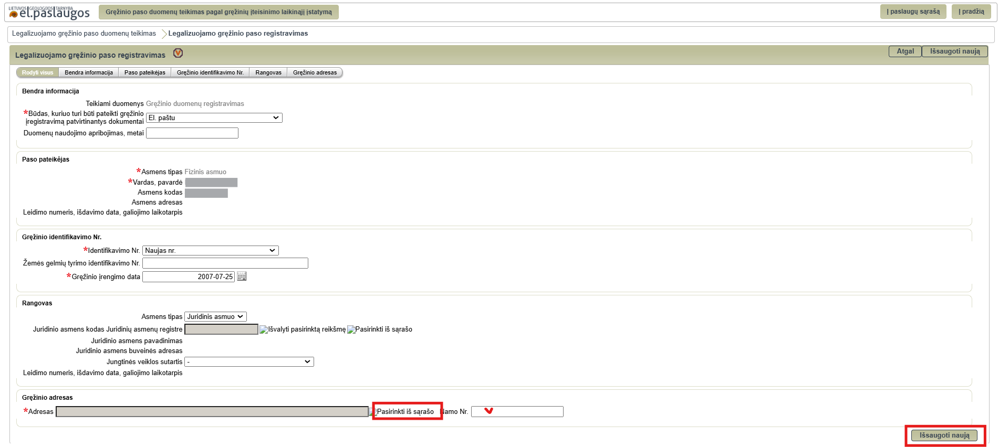 LIETUVOS GEOLOGIJOS TARNYBA
el.paslaugos
Gręžinio paso duomenų teikimas pagal gręžinių įteisinimo laikinąjį įstatymą
Į paslaugų sąrašą
Į pradžią
Legalizuojamo gręžinio paso duomenų teikimas
Legalizuojamo gręžinio paso registravimas
Legalizuojamo gręžinio paso registravimas
Atgal
Išsaugoti naują
Rodyti visus
Bendra informacija
Paso pateikėjas
Gręžinio identifikavimo Nr.
Rangovas
Gręžinio adresas
Bendra informacija
Teikiami duomenys Gręžinio duomenų registravimas
*Būdas, kuriuo turi būti pateikti gręžinio
įregistravimą patvirtinantys dokumentai
El. paštu
Duomenų naudojimo apribojimas, metai
Paso pateikėjas
*Asmens tipas Fizinis asmuo
*Vardas, pavardė
Asmens kodas
Asmens adresas
Leidimo numeris, išdavimo data, galiojimo laikotarpis
Gręžinio identifikavimo Nr.
*Identifikavimo Nr. Naujas nr.
Žemės gelmių tyrimo identifikavimo Nr.
*Gręžinio įrengimo data 2007-07-25
Rangovas
Asmens tipas Juridinis asmuo
Juridinio asmens kodas Juridinių asmenų registre Išvalyti pasirinktą reikšmę Pasirinkti iš sąrašo
Juridinio asmens pavadinimas
Juridinio asmens buveinės adresas
Jungtinės veiklos sutartis -
Leidimo numeris, išdavimo data, galiojimo laikotarpis
Gręžinio adresas
*Adresas Pasirinkti iš sąrašo Namo Nr.
Išsaugoti naują